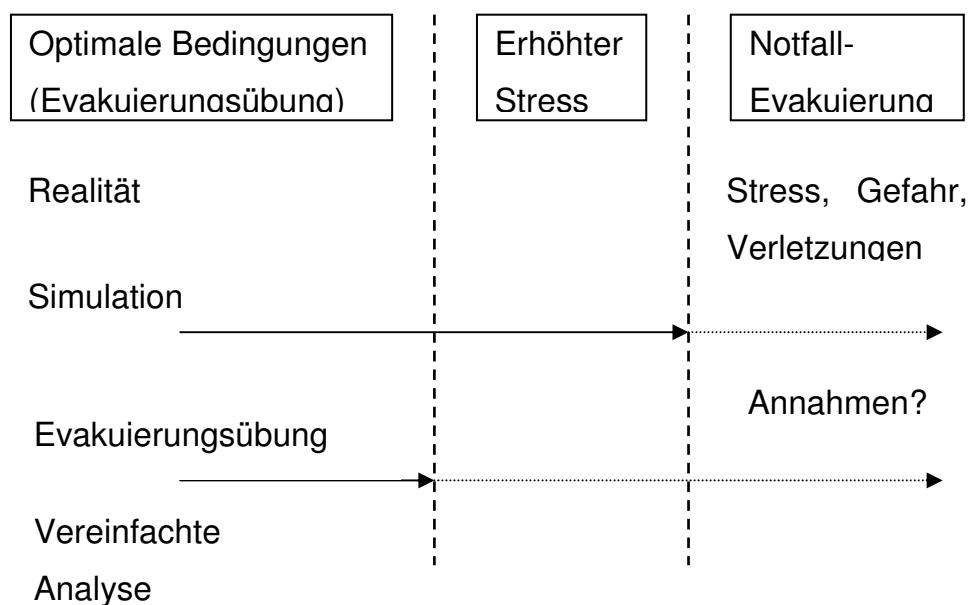 Optimale Bedingungen
(Evakuierungsübung)
Erhöhter
Stress
Notfall-
Evakuierung
Realität
Stress, Gefahr,
Verletzungen
Simulation
Annahmen?
Evakuierungsübung
Vereinfachte
Analyse